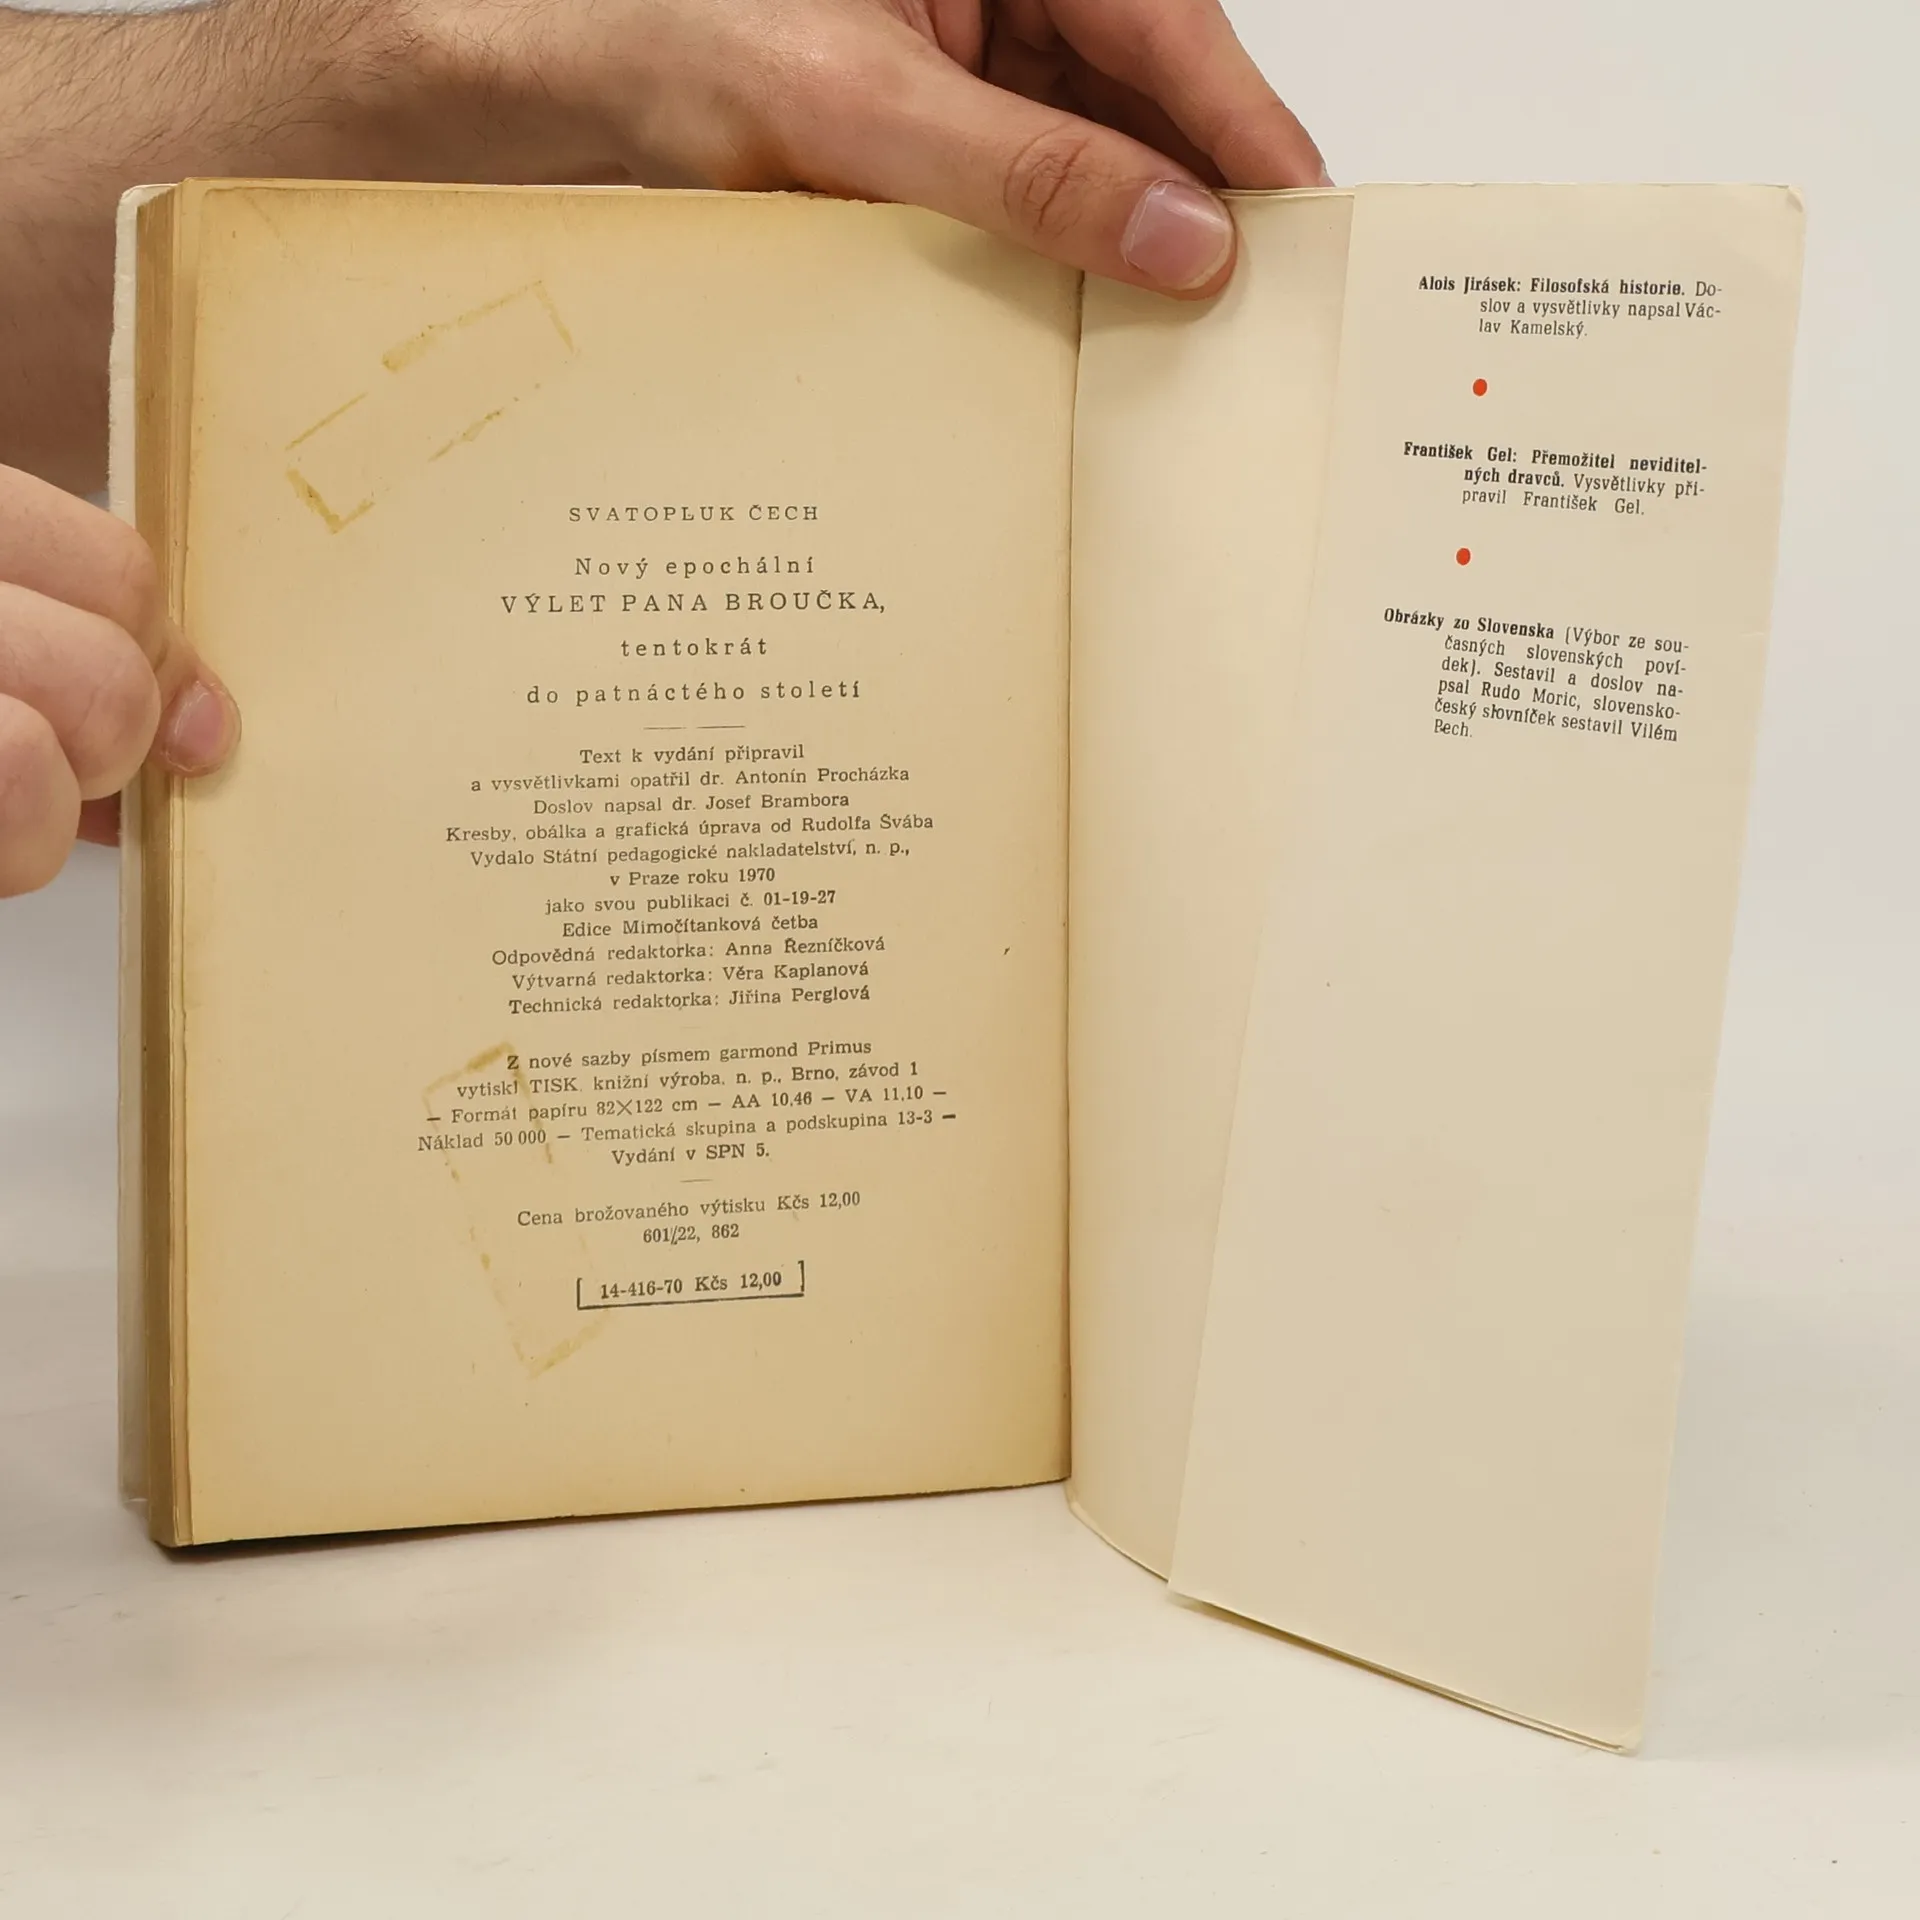 SVATOPLUK ČECH
Nový epochální
VÝLET PANA BROUČKA,
tentokrát
do patnáctého století
Text k vydání připravil
a vysvětlivkami opatřil dr. Antonín Procházka
Doslov napsal dr. Josef Brambora
Kresby, obálka a grafická úprava od Rudolfa Švába
Vydalo Státní pedagogické nakladatelství, n. p.,
v Praze roku 1970
jako svou publikaci č. 01-19-27
Edice Mimočítanková četba
Odpovědná redaktorka: Anna Řezníčková
Výtvarná redaktorka: Věra Kaplanová
Technická redaktorka: Jiřina Perglová
Z nové sazby písmem garmond Primus
vytiskl TISK, knižní výroba, n. p., Brno, závod 1
— Formát papíru 82×122 cm — AA 10,46 — VA 11,10 —
Náklad 50 000 — Tematická skupina a podskupina 13-3 —
Vydání v SPN 5.
Cena brožovaného výtisku Kčs 12,00
601/22, 862
14-416-70 Kčs 12,00
Alois Jirásek: Filosofská historie. Do-
slov a vysvětlivky napsal Vác-
lav Kamelský.
František Gel: Přemožitel neviditel-
ných dravců. Vysvětlivky při-
pravil František Gel.
Obrázky zo Slovenska (Výbor ze sou-
časných slovenských poví-
dek). Sestavil a doslov na-
psal Rudo Moric, slovensko-
český slovníček sestavil Vilém
Bech.